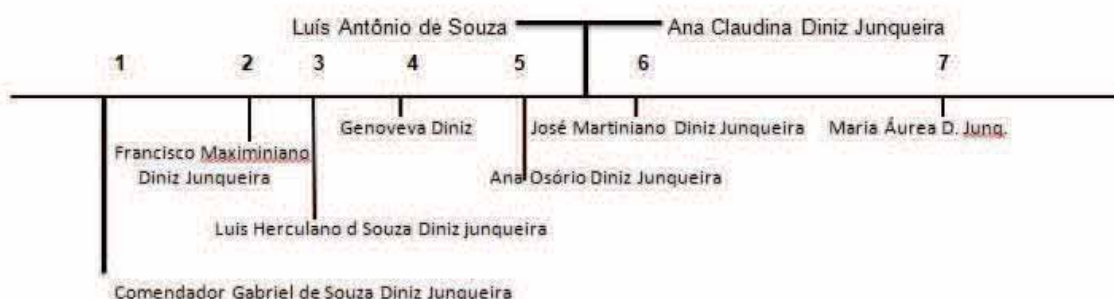 Luís Antônio de Souza Ana Claudina Diniz Junqueira
1 2 3 4 5 6 7
Genoveva Diniz José Martiniano Diniz Junqueira Maria Áurea D. Junq.
Francisco Maximiniano
Diniz Junqueira Ana Osório Diniz Junqueira
Luis Herculano d Souza Diniz junqueira
Comendador Gabriel de Souza Diniz Junqueira